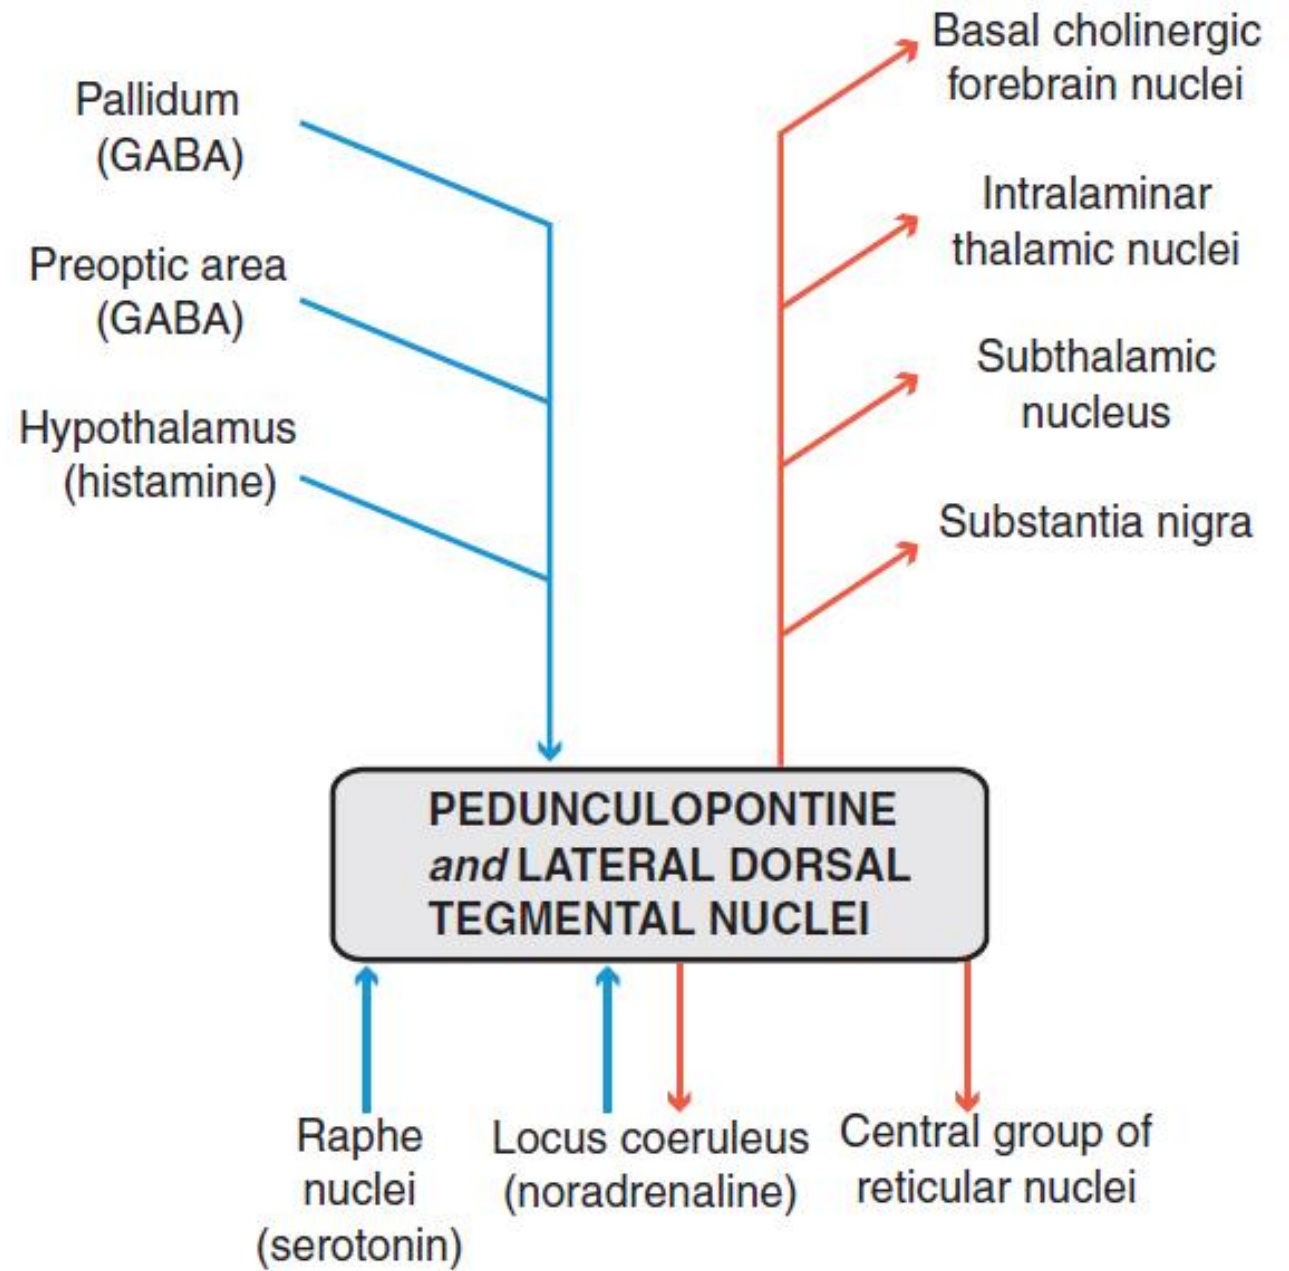 Pallidum
(GABA)
Preoptic area
(GABA)
Hypothalamus
(histamine)
Basal cholinergic
forebrain nuclei
Intralaminar
thalamic nuclei
Subthalamic
nucleus
Substantia nigra
PEDUNCULOPONTINE
and LATERAL DORSAL
TEGMENTAL NUCLEI
Raphe
nuclei
(serotonin)
Locus coeruleus
(noradrenaline)
Central group of
reticular nuclei